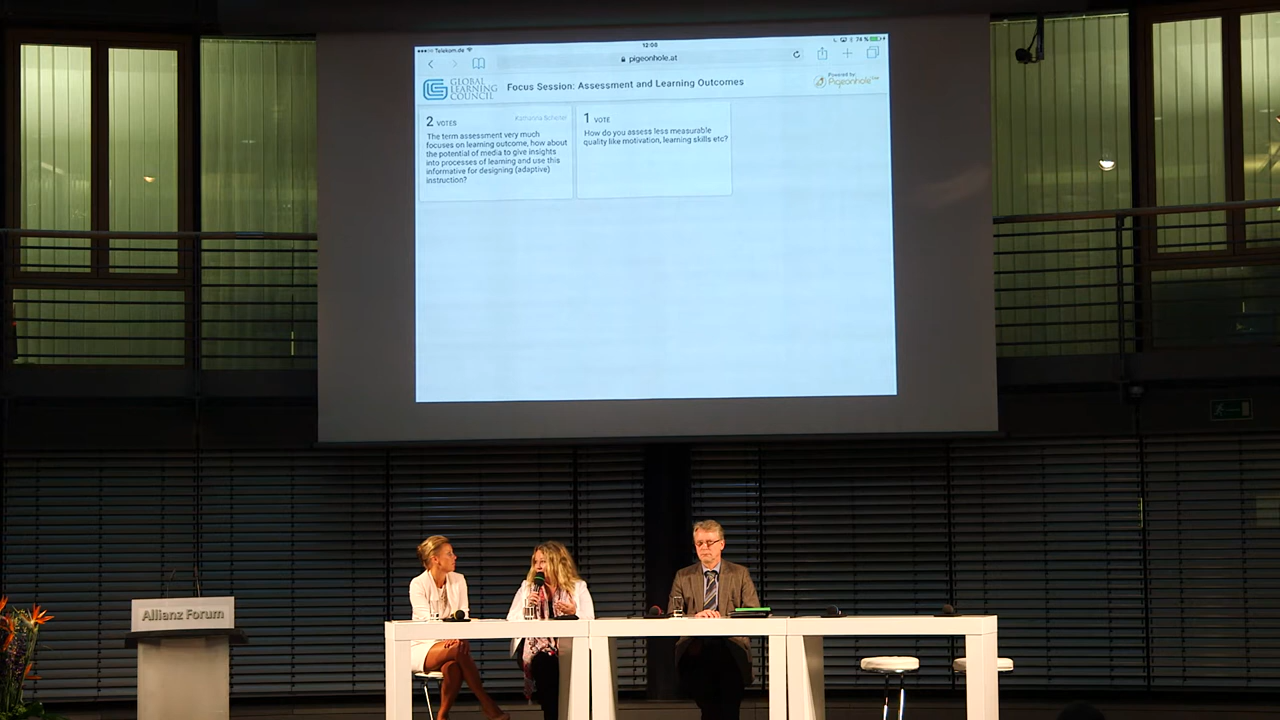 Telekom.de
12:08
74 %
pigeonhole.at
GLOBAL
LEARNING
COUNCIL
Focus Session: Assessment and Learning Outcomes
Powered by:
Pigeonhole
2 VOTES
The term assessment very much
focuses on learning outcome, how about
the potential of media to give insights
into processes of learning and use this
informative for designing (adaptive)
instruction?
1 VOTE
How do you assess less measurable
quality like motivation, learning skills etc?
Allianz Forum